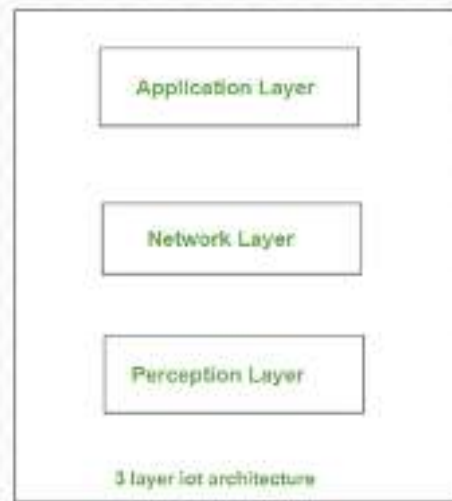 Application Layer
Network Layer
Perception Layer
3 layer iot architecture